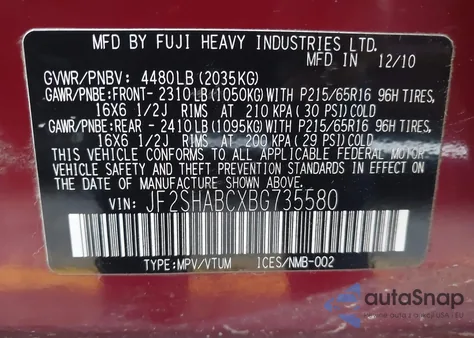 MFD BY FUJI HEAVY INDUSTRIES LTD.
12/10
GVWR/PNBV: 4480LB (2035KG)
GAWR/PNBE: FRONT- 2310LB (1050KG) WITH P215/65R16 96H TIRES,
16X6 1/2J RIMS AT 210 KPA (30 PSI) COLD
GAWR/PNBE: REAR - 2410LB (1095KG) WITH P215/65R16 96H TIRES,
16X6 1/2J RIMS AT 200 KPA (29 PSI) COLD
THIS VEHICLE CONFORMS TO ALL APPLICABLE FEDERAL MOTOR
VEHICLE SAFETY AND THEFT PREVENTION STANDARDS IN EFFECT
ON THE DATE OF MANUFACTURE SHOWN ABOVE.
VIN: JF2SHABCXBG735580
TYPE:MPV/VTUM ICES/NMB-002
autoSnap